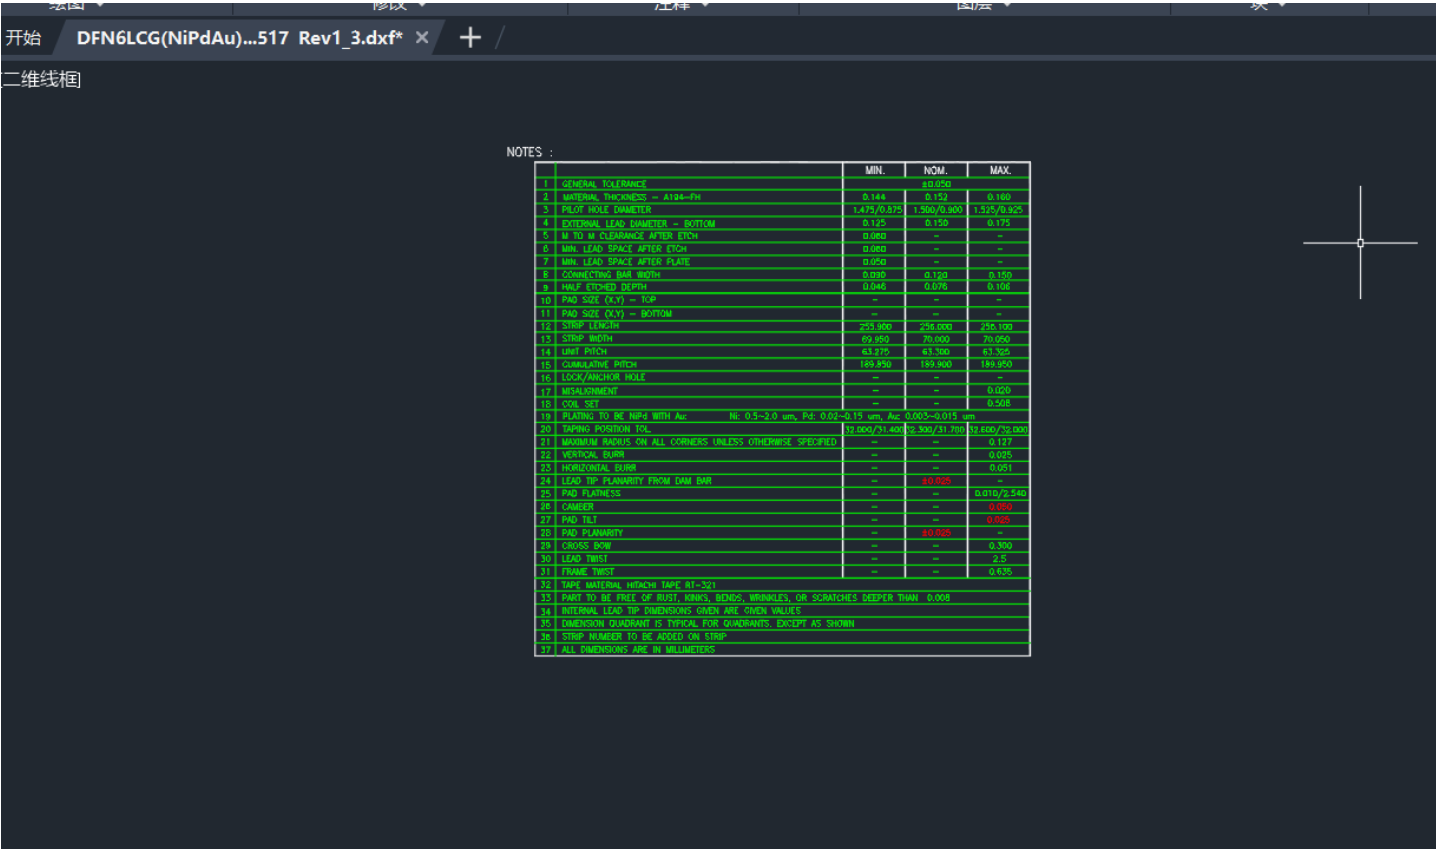 绘图 修改 注释 图层 块
开始 DFN6LCG(NiPdAu)...517 Rev1_3.dxf* × +
[二维线框]
NOTES :
MIN. NOM. MAX.
1 GENERAL TOLERANCE ±0.050
2 MATERIAL THICKNESS – A194–FH 0.144 0.152 0.160
3 PILOT HOLE DIAMETER 1.475/0.875 1.500/0.900 1.525/0.925
4 EXTERNAL LEAD DIAMETER – BOTTOM 0.125 0.150 0.175
5 M TO M CLEARANCE AFTER ETCH 0.080 – –
6 MIN. LEAD SPACE AFTER ETCH 0.060 – –
7 MIN. LEAD SPACE AFTER PLATE 0.050 – –
8 CONNECTING BAR WIDTH 0.090 0.120 0.150
9 HALF ETCHED DEPTH 0.046 0.076 0.106
10 PAD SIZE (X,Y) – TOP – – –
11 PAD SIZE (X,Y) – BOTTOM – – –
12 STRIP LENGTH 255.900 256.000 256.100
13 STRIP WIDTH 69.950 70.000 70.050
14 UNIT PITCH 63.275 63.300 63.325
15 CUMULATIVE PITCH 189.850 189.900 189.950
16 LOCK/ANCHOR HOLE – – –
17 MISALIGNMENT – – 0.020
18 COIL SET – – 0.508
19 PLATING TO BE NiPd WITH Au: Ni: 0.5~2.0 um, Pd: 0.02~0.15 um, Au: 0.003~0.015 um
20 TAPING POSITION TOL. 32.000/31.400 32.300/31.700 32.600/32.000
21 MAXIMUM RADIUS ON ALL CORNERS UNLESS OTHERWISE SPECIFIED – – 0.127
22 VERTICAL BURR – – 0.025
23 HORIZONTAL BURR – – 0.051
24 LEAD TIP PLANARITY FROM DAM BAR – ±0.025 –
25 PAD FLATNESS – – 0.010/2.540
26 CAMBER – – 0.050
27 PAD TILT – – 0.025
28 PAD PLANARITY – ±0.025 –
29 CROSS BOW – – 0.300
30 LEAD TWIST – – 2.5
31 FRAME TWIST – – 0.635
32 TAPE MATERIAL HITACHI TAPE RT–321
33 PART TO BE FREE OF RUST, KINKS, BENDS, WRINKLES, OR SCRATCHES DEEPER THAN 0.008
34 INTERNAL LEAD TIP DIMENSIONS GIVEN ARE GIVEN VALUES
35 DIMENSION QUADRANT IS TYPICAL FOR QUADRANTS. EXCEPT AS SHOWN
36 STRIP NUMBER TO BE ADDED ON STRIP
37 ALL DIMENSIONS ARE IN MILLIMETERS